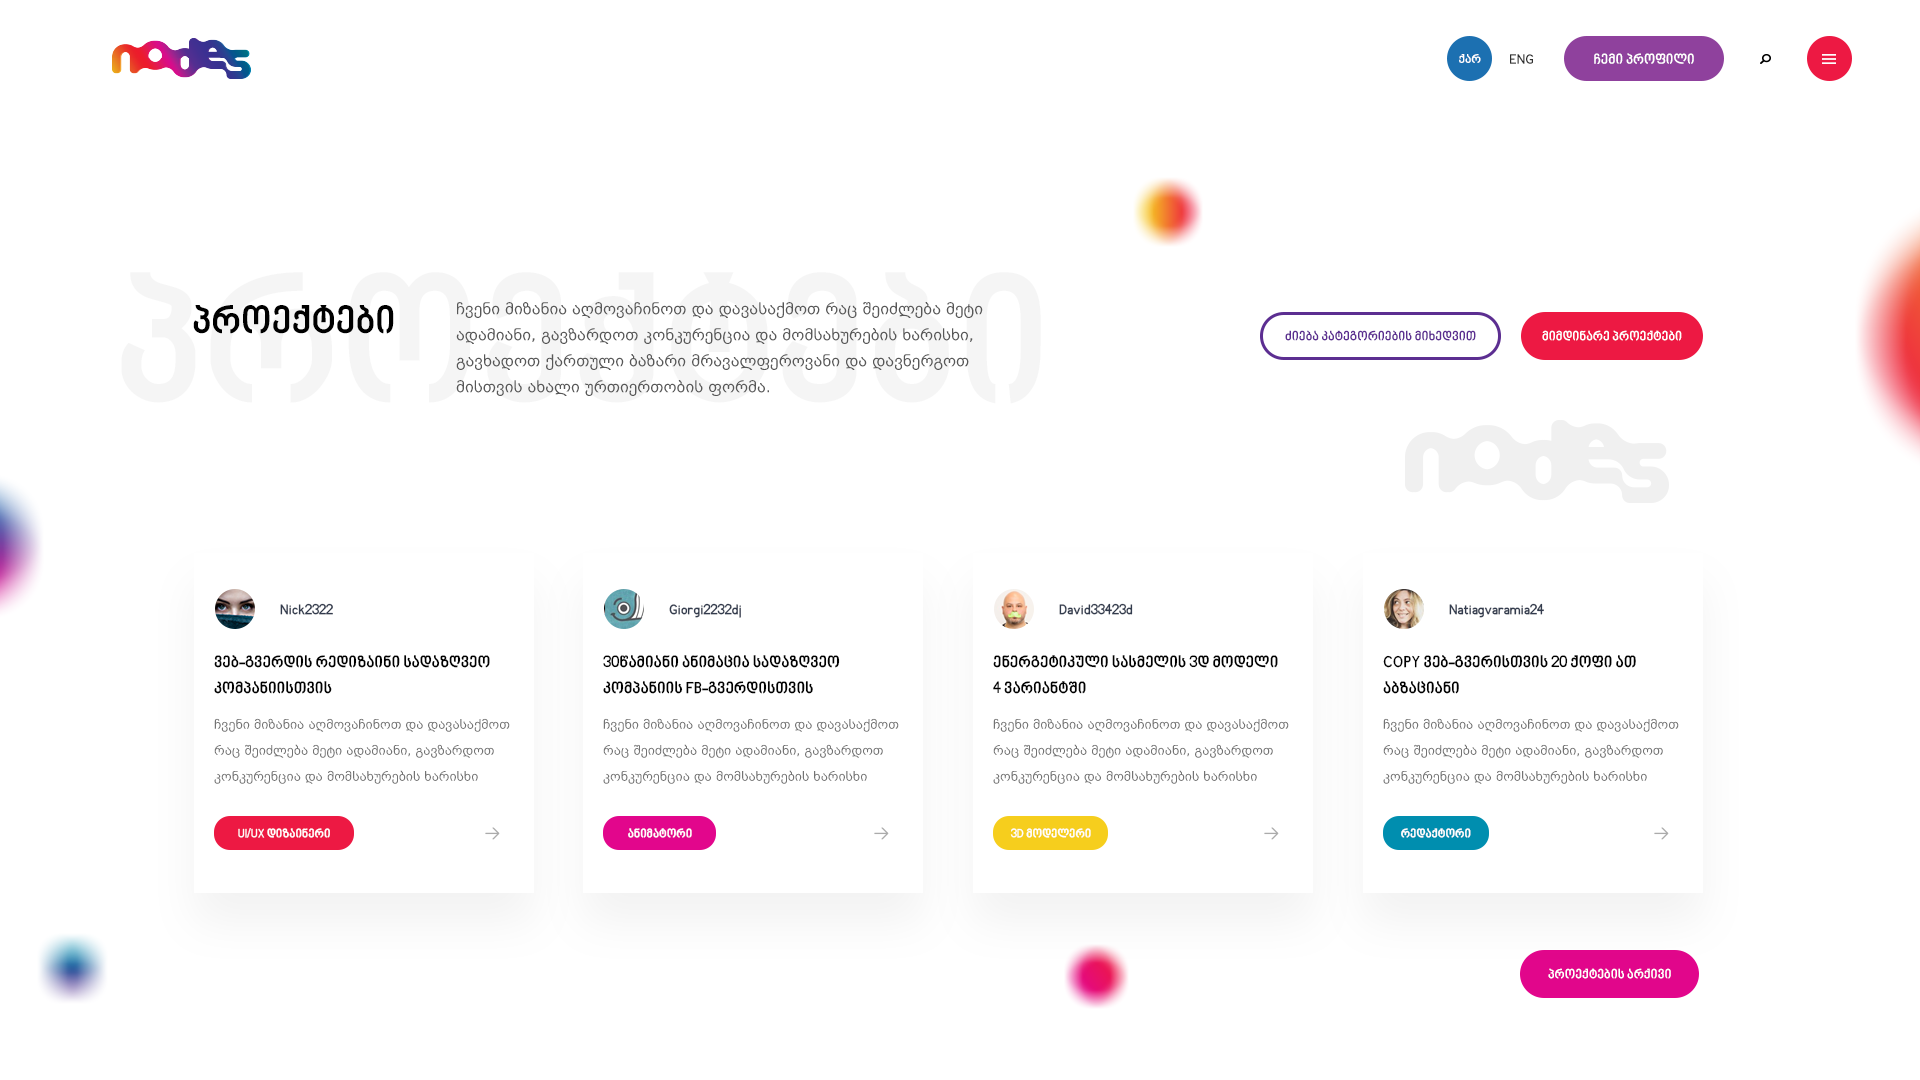 nodes
ქარ
ENG
ჩემი პროფილი
პროექტები
პროექტები
ჩვენი მიზანია აღმოვაჩინოთ და დავასაქმოთ რაც შეიძლება მეტი
ადამიანი, გავზარდოთ კონკურენცია და მომსახურების ხარისხი,
გავხადოთ ქართული ბაზარი მრავალფეროვანი და დავნერგოთ
მისთვის ახალი ურთიერთობის ფორმა.
ძიება კატეგორიების მიხედვით
მიმდინარე პროექტები
nodes
Nick2322
ვებ-გვერდის რედიზაინი სადაზღვეო
კომპანიისთვის
ჩვენი მიზანია აღმოვაჩინოთ და დავასაქმოთ
რაც შეიძლება მეტი ადამიანი, გავზარდოთ
კონკურენცია და მომსახურების ხარისხი
UI/UX დიზაინერი
Giorgi2232dj
30წამიანი ანიმაცია სადაზღვეო
კომპანიის FB-გვერდისთვის
ჩვენი მიზანია აღმოვაჩინოთ და დავასაქმოთ
რაც შეიძლება მეტი ადამიანი, გავზარდოთ
კონკურენცია და მომსახურების ხარისხი
ანიმატორი
David33423d
ენერგეტიკული სასმელის 3D მოდელი
4 ვარიანტში
ჩვენი მიზანია აღმოვაჩინოთ და დავასაქმოთ
რაც შეიძლება მეტი ადამიანი, გავზარდოთ
კონკურენცია და მომსახურების ხარისხი
3D მოდელერი
Natiagvaramia24
COPY ვებ-გვერისთვის 20 ქოფი ათ
აბზაციანი
ჩვენი მიზანია აღმოვაჩინოთ და დავასაქმოთ
რაც შეიძლება მეტი ადამიანი, გავზარდოთ
კონკურენცია და მომსახურების ხარისხი
რედაქტორი
პროექტების არქივი